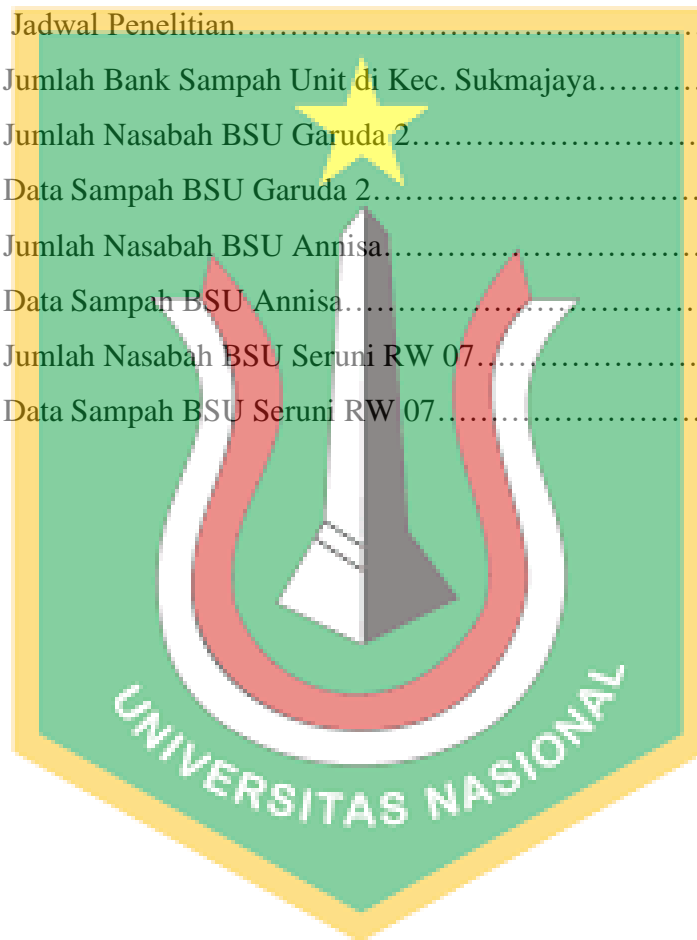 Jadwal Penelitian……………………………………………
Jumlah Bank Sampah Unit di Kec. Sukmajaya…………
Jumlah Nasabah BSU Garuda 2……………………………
Data Sampah BSU Garuda 2…………………………………
Jumlah Nasabah BSU Annisa………………………………
Data Sampah BSU Annisa……………………………………
Jumlah Nasabah BSU Seruni RW 07………………………
Data Sampah BSU Seruni RW 07……………………………
UNIVERSITAS NASIONAL